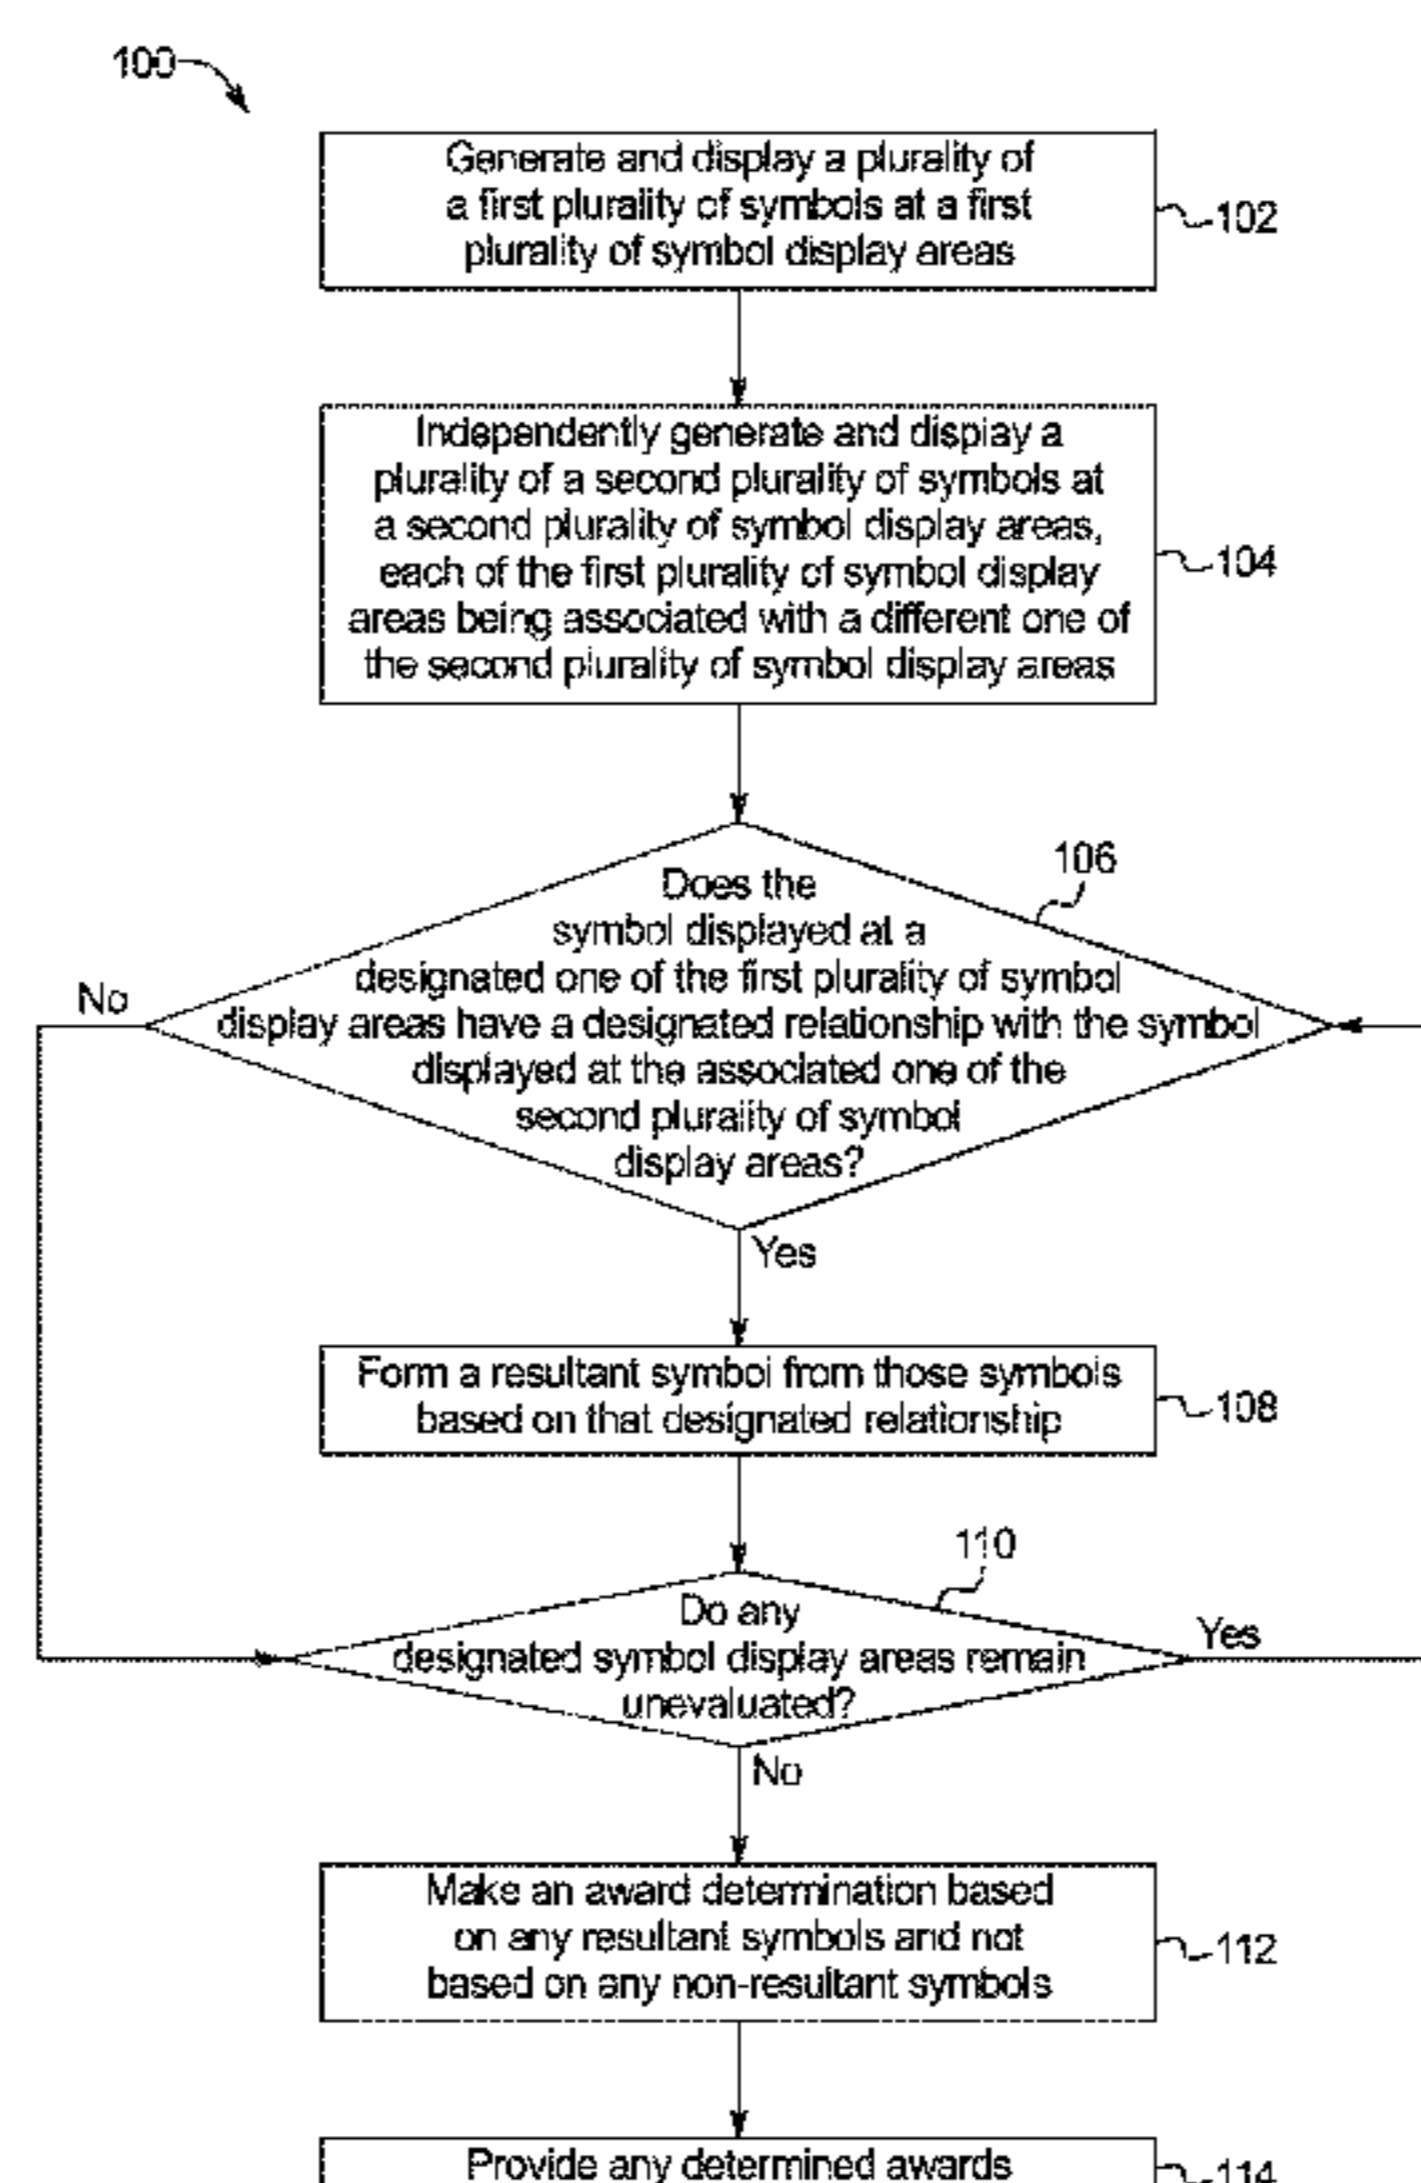 100
Generate and display a plurality of
a first plurality of symbols at a first
plurality of symbol display areas
102
Independently generate and display a
plurality of a second plurality of symbols at
a second plurality of symbol display areas,
each of the first plurality of symbol display
areas being associated with a different one of
the second plurality of symbol display areas
104
106
Does the
symbol displayed at a
designated one of the first plurality of symbol
display areas have a designated relationship with the symbol
displayed at the associated one of the
second plurality of symbol
display areas?
No
Yes
Form a resultant symbol from those symbols
based on that designated relationship
108
110
Do any
designated symbol display areas remain
unevaluated?
Yes
No
Make an award determination based
on any resultant symbols and not
based on any non-resultant symbols
112
Provide any determined awards
114